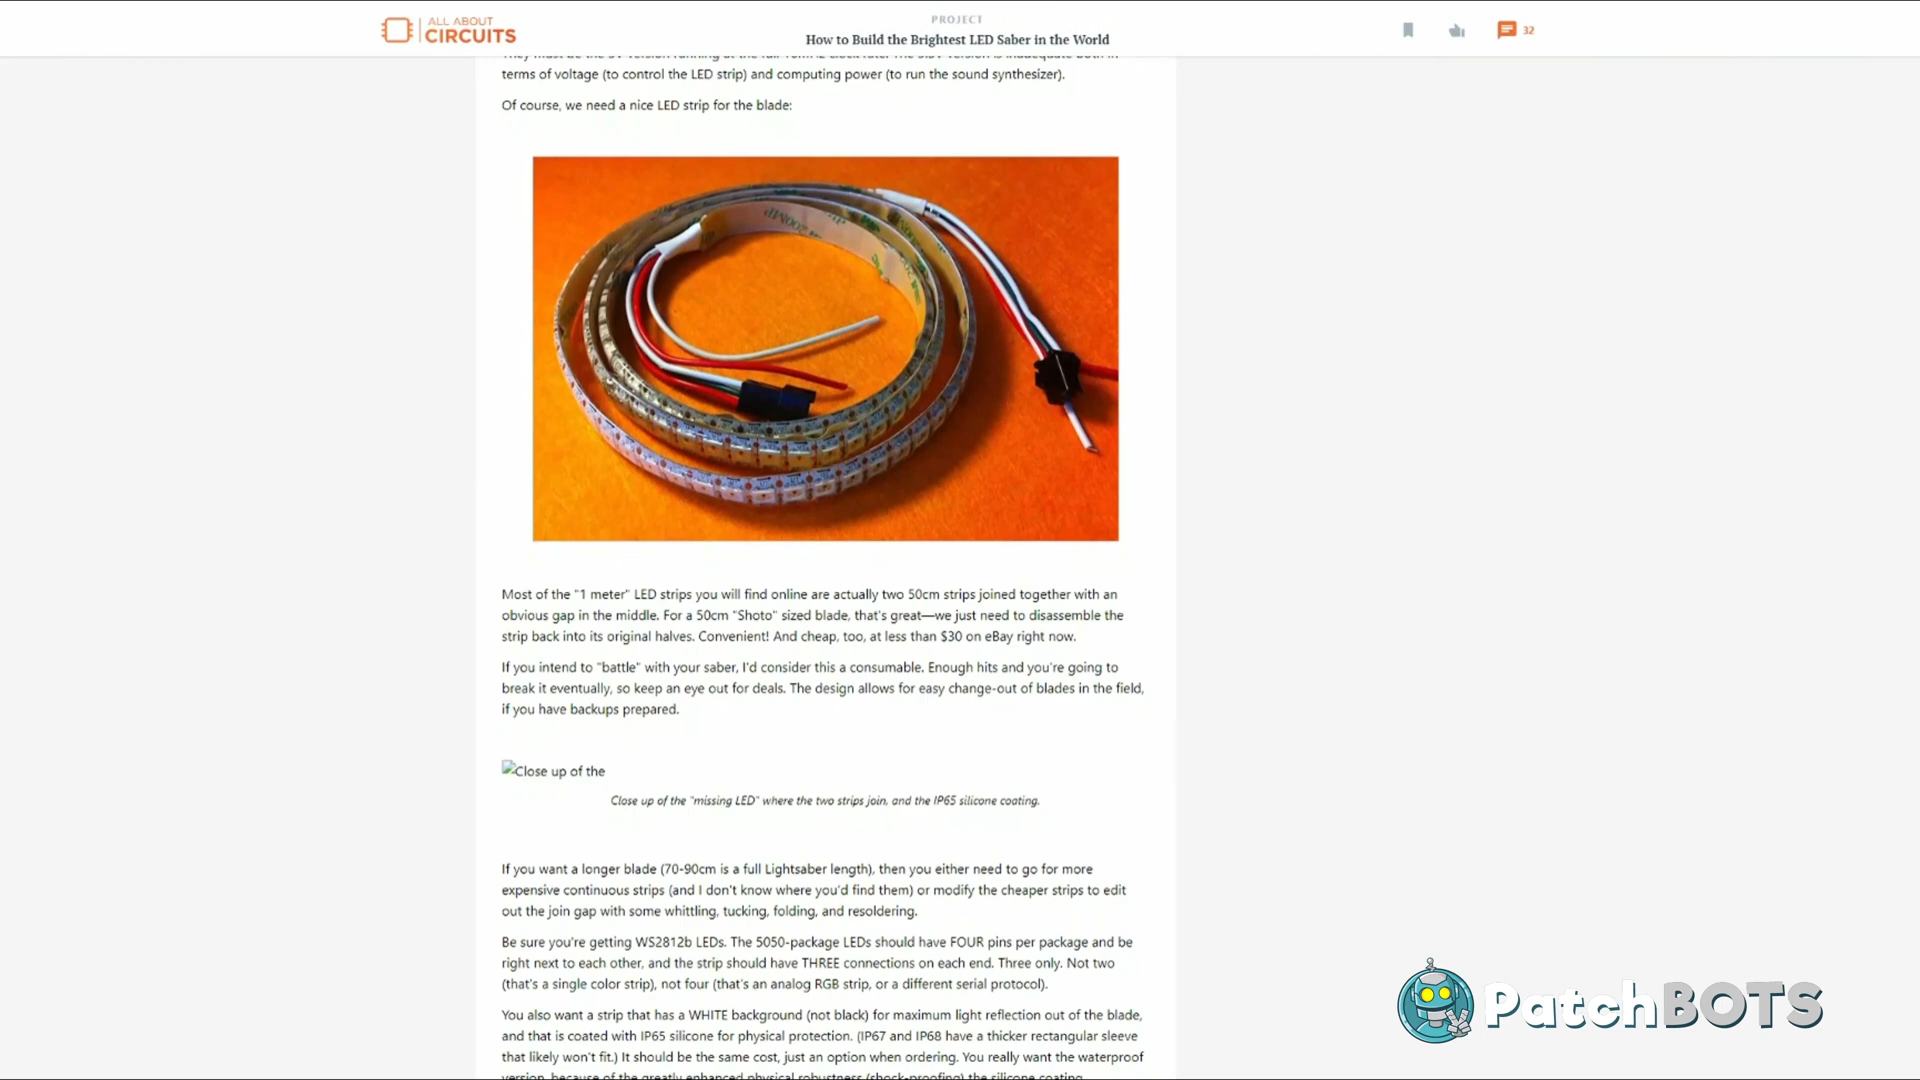 ALL ABOUT
CIRCUITS
PROJECT
How to Build the Brightest LED Saber in the World
32
terms of voltage (to control the LED strip) and computing power (to run the sound synthesizer).
Of course, we need a nice LED strip for the blade:
200MP
Most of the "1 meter" LED strips you will find online are actually two 50cm strips joined together with an
obvious gap in the middle. For a 50cm "Shoto" sized blade, that's great—we just need to disassemble the
strip back into its original halves. Convenient! And cheap, too, at less than $30 on eBay right now.
If you intend to "battle" with your saber, I'd consider this a consumable. Enough hits and you're going to
break it eventually, so keep an eye out for deals. The design allows for easy change-out of blades in the field,
if you have backups prepared.
Close up of the
Close up of the "missing LED" where the two strips join, and the IP65 silicone coating.
If you want a longer blade (70-90cm is a full Lightsaber length), then you either need to go for more
expensive continuous strips (and I don't know where you'd find them) or modify the cheaper strips to edit
out the join gap with some whittling, tucking, folding, and resoldering.
Be sure you're getting WS2812b LEDs. The 5050-package LEDs should have FOUR pins per package and be
right next to each other, and the strip should have THREE connections on each end. Three only. Not two
(that's a single color strip), not four (that's an analog RGB strip, or a different serial protocol).
You also want a strip that has a WHITE background (not black) for maximum light reflection out of the blade,
and that is coated with IP65 silicone for physical protection. (IP67 and IP68 have a thicker rectangular sleeve
that likely won't fit.) It should be the same cost, just an option when ordering. You really want the waterproof
version, because of the greatly enhanced physical robustness (shock-proofing) the silicone coating
PatchBOTS